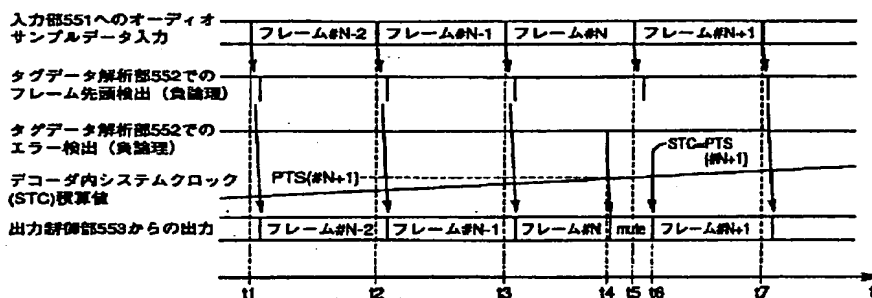 入力部551へのオーディオ
サンプルデータ入力
フレーム#N-2 フレーム#N-1 フレーム#N フレーム#N+1
タグデータ解析部552での
フレーム先頭検出（負論理）
タグデータ解析部552での
エラー検出（負論理）
STC=PTS
(#N+1)
PTS(#N+1)
デコーダ内システムクロック
(STC)積算値
出力制御部553からの出力
フレーム#N-2 フレーム#N-1 フレーム#N mute フレーム#N+1
t1 t2 t3 t4 t5 t6 t7 t